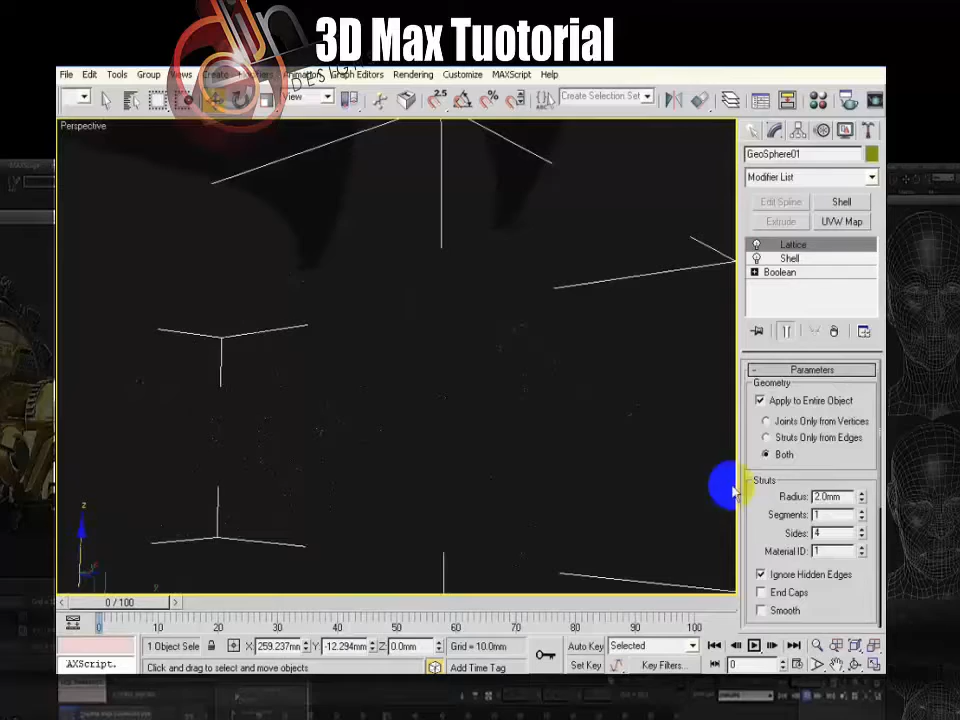 3D Max Tuotorial
File Edit Tools Group Views Create Animation Graph Editors Rendering Customize MAXScript Help
DESIGN
View 2.5 Create Selection Set
Perspective
GeoSphere01
Modifier List
Edit Spline Shell
Extrude UVW Map
Lattice
Shell
Boolean
Parameters
Geometry
Apply to Entire Object
Joints Only from Vertices
Struts Only from Edges
Both
Struts
Radius: 2.0mm
Segments: 1
Sides: 4
Material ID: 1
Ignore Hidden Edges
End Caps
Smooth
z
0 / 100
0 10 20 30 40 50 60 70 80 90 100
1 Object Sele X: 259.237mm Y: -12.294mm Z: 0.0mm Grid = 10.0mm Auto Key Selected
AXScript. Click and drag to select and move objects Add Time Tag Set Key Key Filters... 0